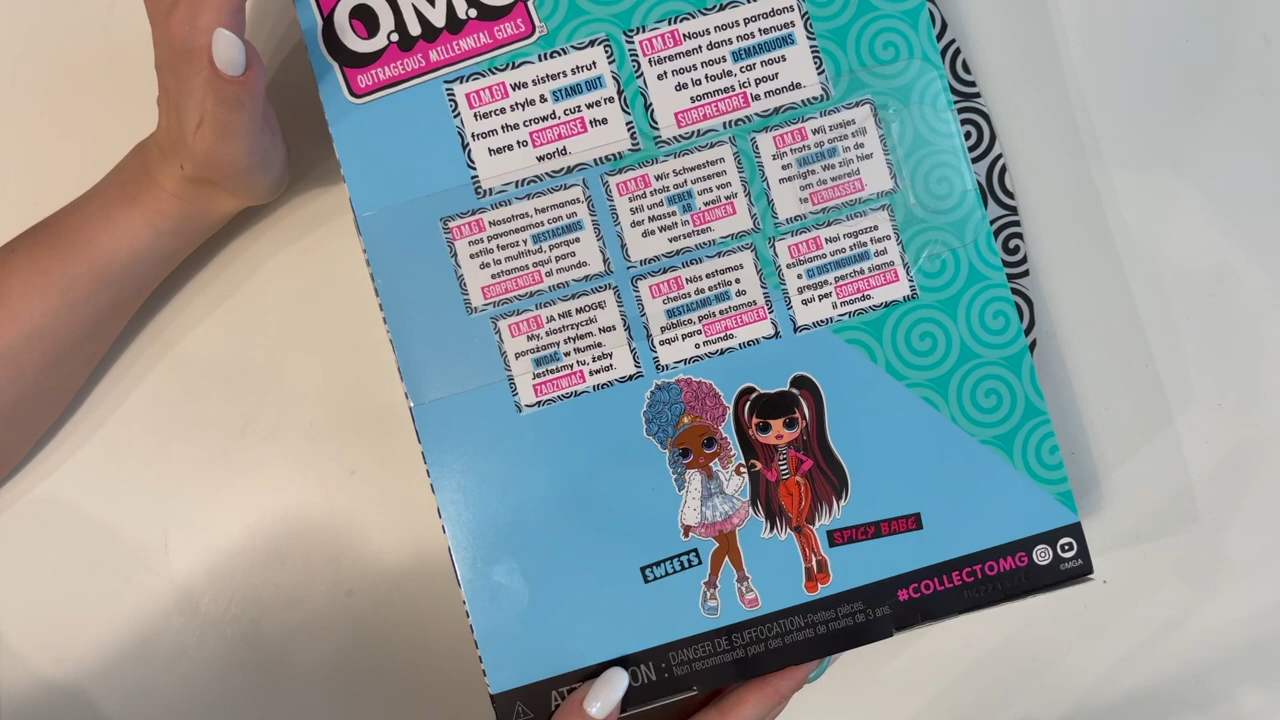 O.M.G
OUTRAGEOUS MILLENNIAL GIRLS
O.M.G! We sisters strut
fierce style & STAND OUT
from the crowd, cuz we're
here to SURPRISE the
world.
O.M.G! Nous nous paradons
fièrement dans nos tenues
et nous nous DÉMARQUONS
de la foule, car nous
sommes ici pour
SURPRENDRE le monde.
O.M.G! Nosotras, hermanas,
nos pavoneamos con un
estilo feroz y DESTACAMOS
de la multitud, porque
estamos aquí para
SORPRENDER al mundo.
O.M.G! Wir Schwestern
sind stolz auf unseren
Stil und HEBEN uns von
der Masse AB, weil wir
die Welt in STAUNEN
versetzen.
O.M.G! Wij zusjes
zijn trots op onze stijl
en VALLEN OP in de
menigte. We zijn hier
om de wereld
te VERRASSEN.
O.M.G! JA NIE MOGĘ!
My, siostrzyczki
porażamy stylem. Nas
WIDAĆ w tłumie.
Jesteśmy tu, żeby
ZADZIWIAĆ świat.
O.M.G! Nós estamos
cheias de estilo e
DESTACAMO-NOS do
público, pois estamos
aqui para SURPREENDER
o mundo.
O.M.G! Noi ragazze
esibiamo uno stile fiero
e CI DISTINGUIAMO dal
gregge, perché siamo
qui per SORPRENDERE
il mondo.
SWEETS
SPICY BABE
#COLLECTOMG
©MGA
DANGER DE SUFFOCATION-Petites pièces.
Non recommandé pour des enfants de moins de 3 ans.